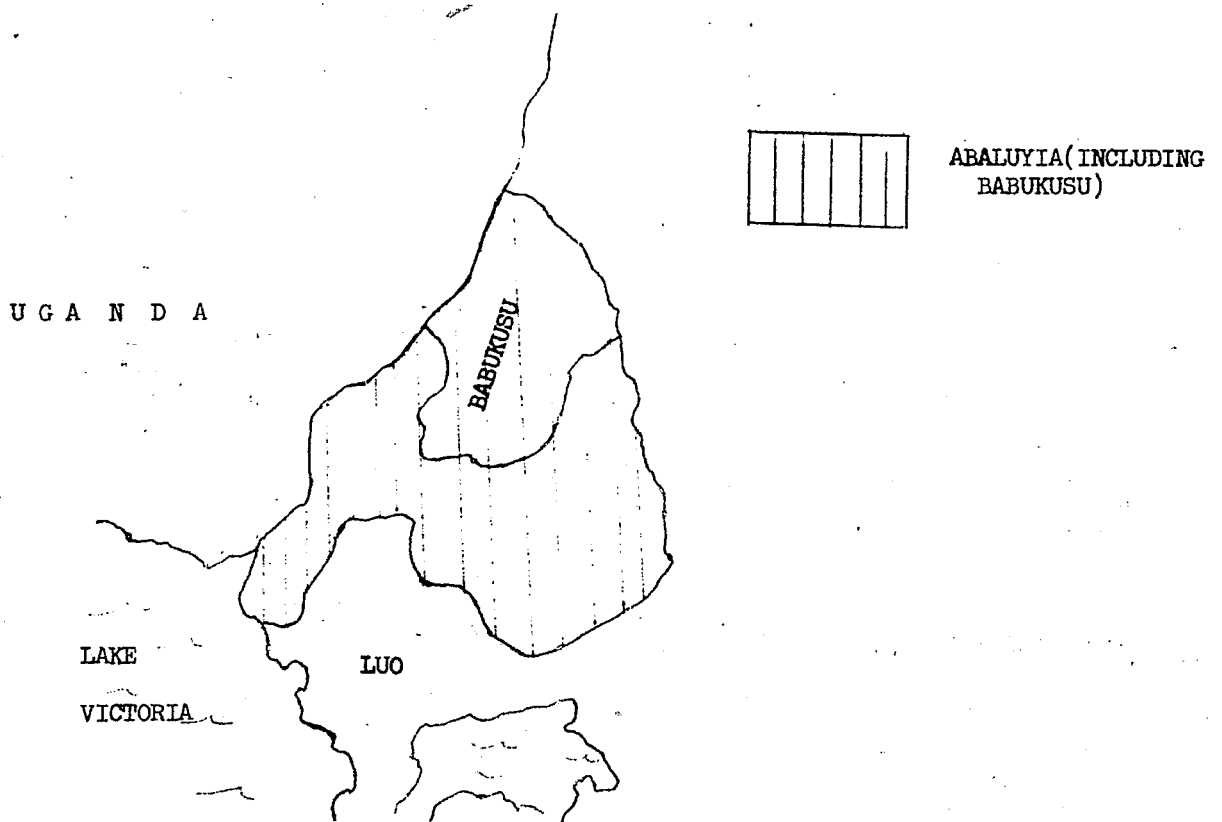 ABALUYIA(INCLUDING
BABUKUSU)
U G A N D A
BABUKUSU
LAKE
VICTORIA
LUO